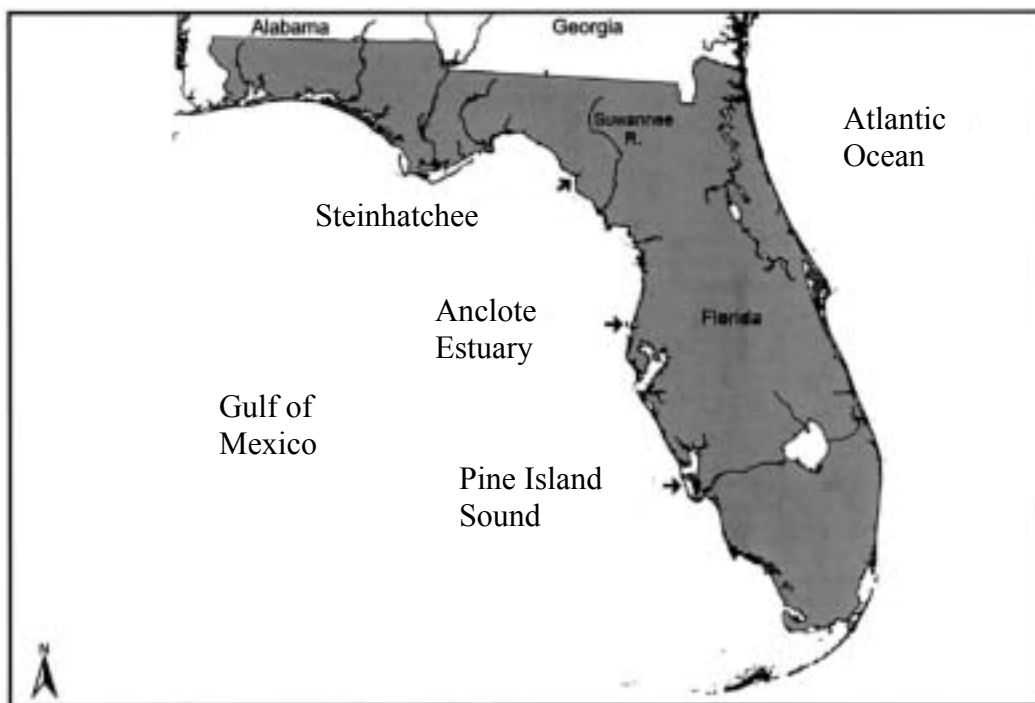 Alabama
Georgia
Suwannee
R.
Atlantic
Ocean
Steinhatchee
Anclote
Estuary
Florida
Gulf of
Mexico
Pine Island
Sound
N